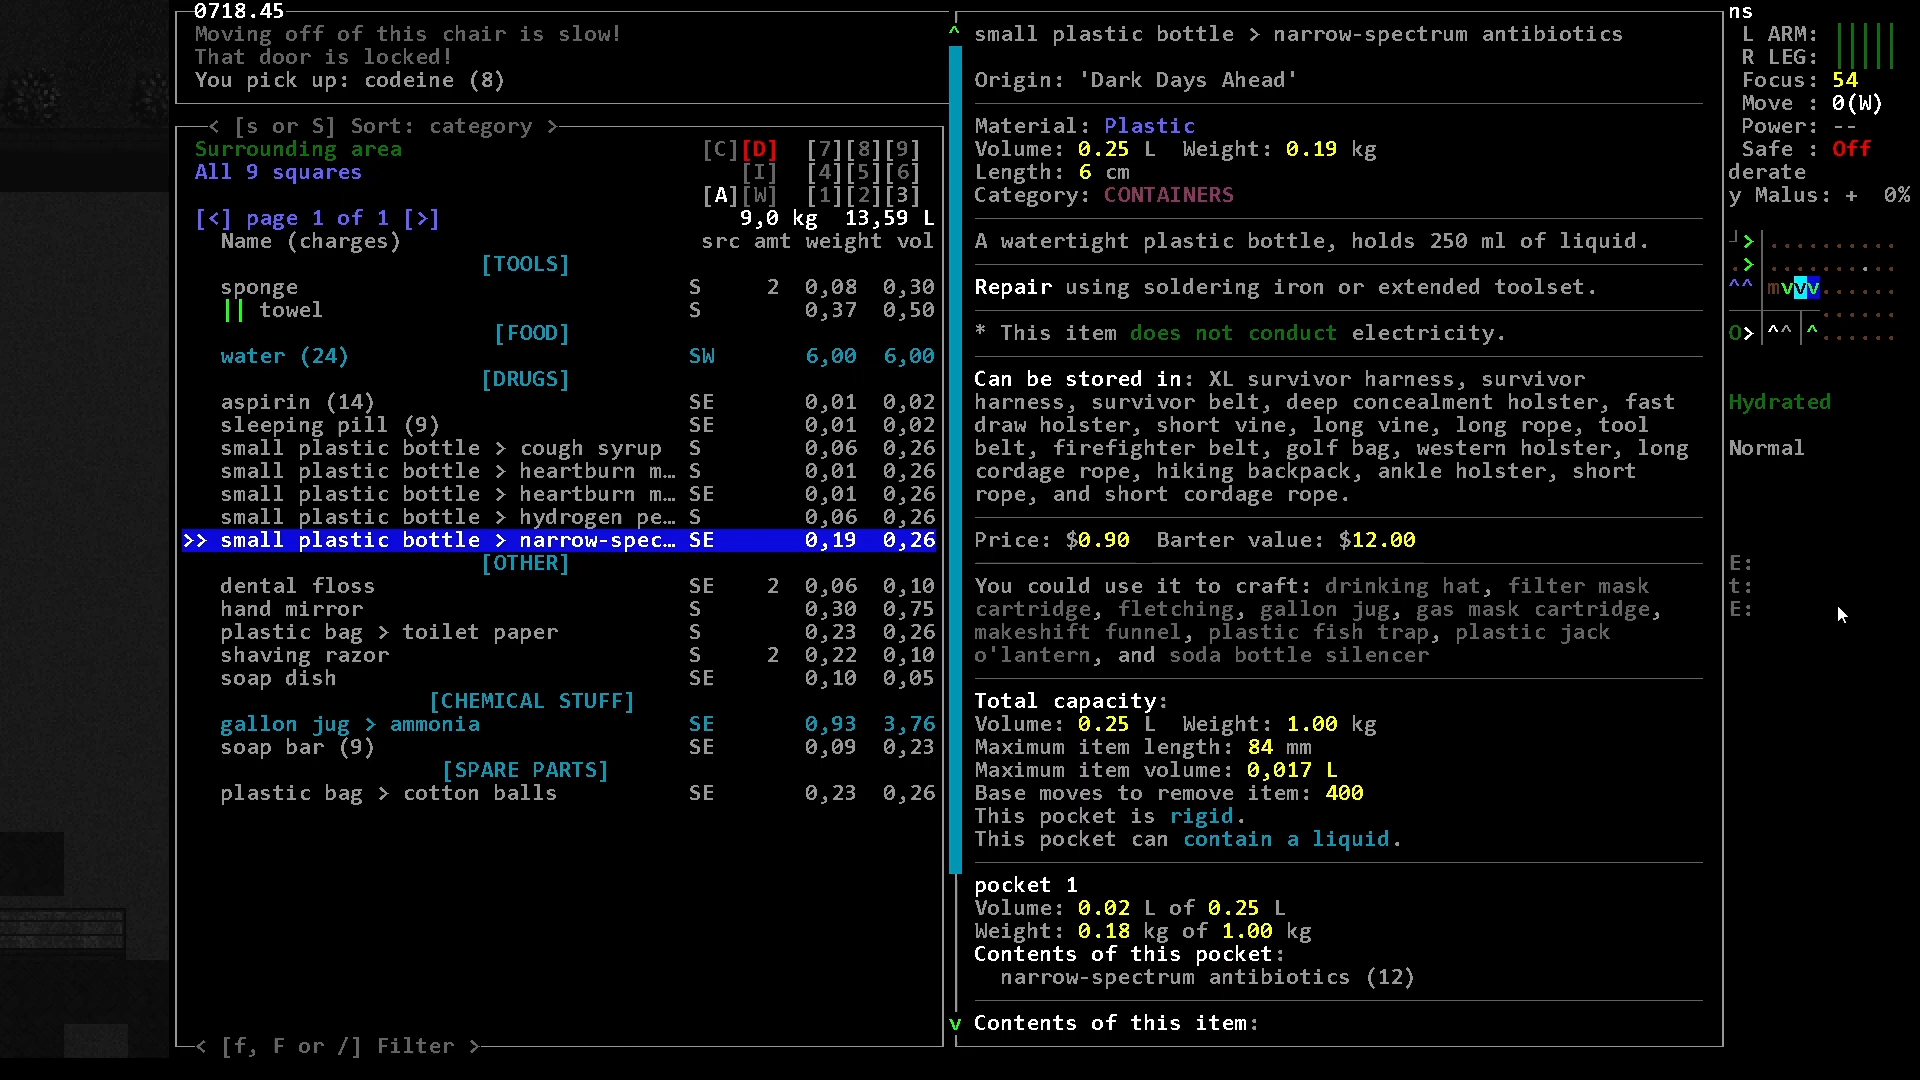 0718.45
Moving off of this chair is slow!
That door is locked!
You pick up: codeine (8)
< [s or S] Sort: category >
Surrounding area [C][D] [7][8][9]
All 9 squares [I] [4][5][6]
[A][W] [1][2][3]
[<] page 1 of 1 [>] 9,0 kg 13,59 L
Name (charges) src amt weight vol
[TOOLS]
sponge S 2 0,08 0,30
|| towel S 0,37 0,50
[FOOD]
water (24) SW 6,00 6,00
[DRUGS]
aspirin (14) SE 0,01 0,02
sleeping pill (9) SE 0,01 0,02
small plastic bottle > cough syrup S 0,06 0,26
small plastic bottle > heartburn m… S 0,01 0,26
small plastic bottle > heartburn m… SE 0,01 0,26
small plastic bottle > hydrogen pe… S 0,06 0,26
>> small plastic bottle > narrow-spec… SE 0,19 0,26
[OTHER]
dental floss SE 2 0,06 0,10
hand mirror S 0,30 0,75
plastic bag > toilet paper S 0,23 0,26
shaving razor S 2 0,22 0,10
soap dish SE 0,10 0,05
[CHEMICAL STUFF]
gallon jug > ammonia SE 0,93 3,76
soap bar (9) SE 0,09 0,23
[SPARE PARTS]
plastic bag > cotton balls SE 0,23 0,26
< [f, F or /] Filter >
^ small plastic bottle > narrow-spectrum antibiotics
Origin: 'Dark Days Ahead'
Material: Plastic
Volume: 0.25 L Weight: 0.19 kg
Length: 6 cm
Category: CONTAINERS
A watertight plastic bottle, holds 250 ml of liquid.
Repair using soldering iron or extended toolset.
* This item does not conduct electricity.
Can be stored in: XL survivor harness, survivor
harness, survivor belt, deep concealment holster, fast
draw holster, short vine, long vine, long rope, tool
belt, firefighter belt, golf bag, western holster, long
cordage rope, hiking backpack, ankle holster, short
rope, and short cordage rope.
Price: $0.90 Barter value: $12.00
You could use it to craft: drinking hat, filter mask
cartridge, fletching, gallon jug, gas mask cartridge,
makeshift funnel, plastic fish trap, plastic jack
o'lantern, and soda bottle silencer
Total capacity:
Volume: 0.25 L Weight: 1.00 kg
Maximum item length: 84 mm
Maximum item volume: 0,017 L
Base moves to remove item: 400
This pocket is rigid.
This pocket can contain a liquid.
pocket 1
Volume: 0.02 L of 0.25 L
Weight: 0.18 kg of 1.00 kg
Contents of this pocket:
narrow-spectrum antibiotics (12)
v Contents of this item:
ns
L ARM: |||||
R LEG: |||||
Focus: 54
Move : 0(W)
Power: --
Safe : Off
derate
y Malus: + 0%
┘>|..........
.>|..........
^^|mvvv......
......
O>|^^|^......
Hydrated
Normal
E:
t:
E: